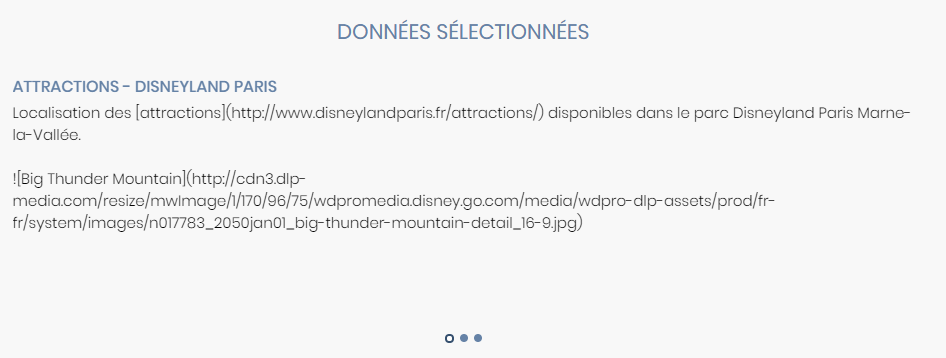 DONNÉES SÉLECTIONNÉES
ATTRACTIONS - DISNEYLAND PARIS
Localisation des [attractions](http://www.disneylandparis.fr/attractions/) disponibles dans le parc Disneyland Paris Marne-
la-Vallée.
![Big Thunder Mountain](http://cdn3.dlp-
media.com/resize/mwImage/1/170/96/75/wdpromedia.disney.go.com/media/wdpro-dlp-assets/prod/fr-
fr/system/images/n017783_2050jan01_big-thunder-mountain-detail_16-9.jpg)